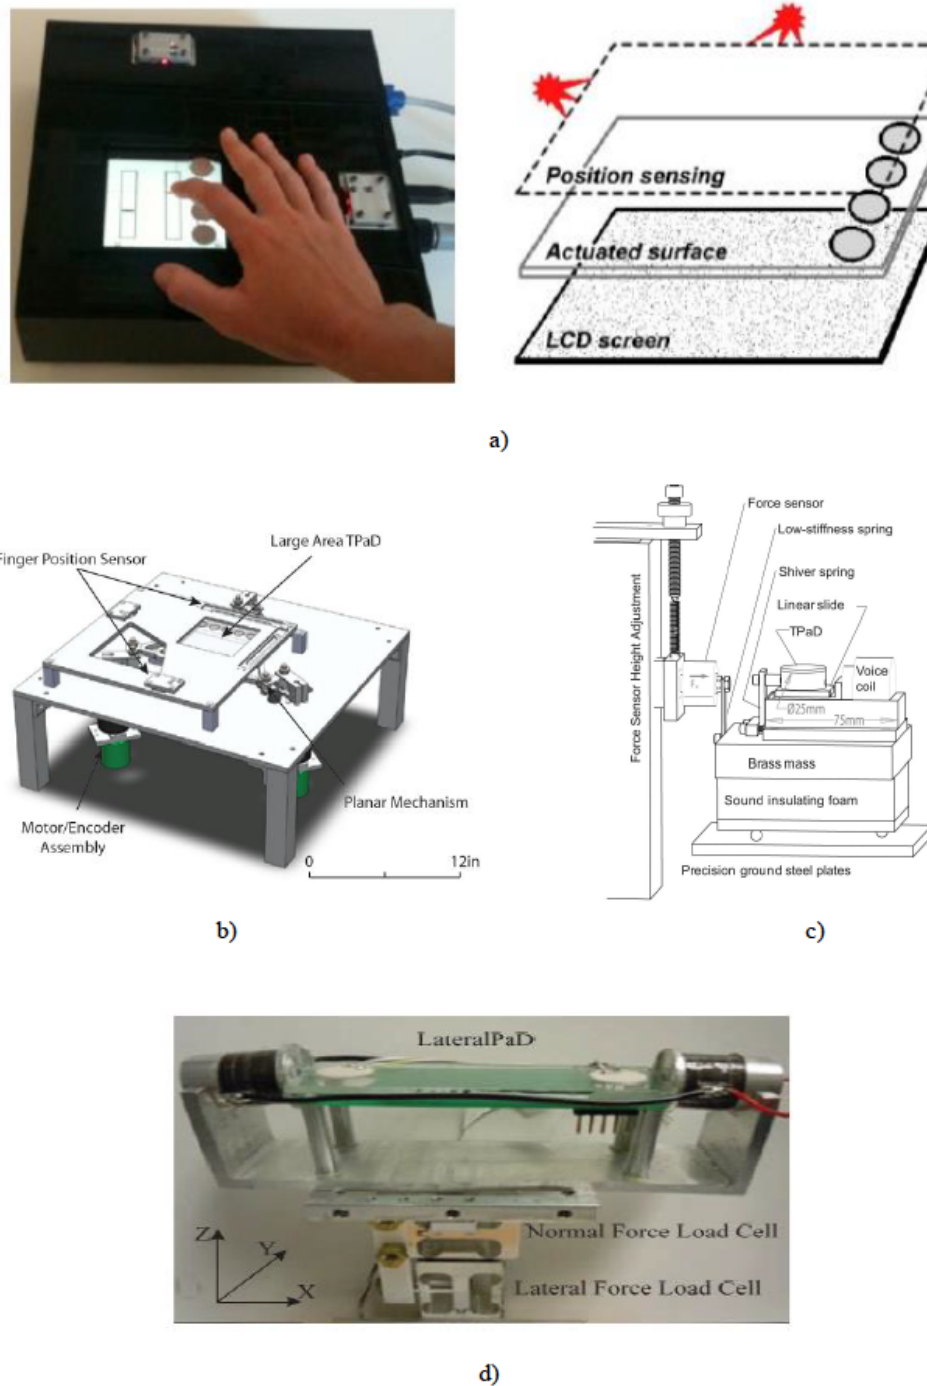 Position sensing
Actuated surface
LCD screen
a)
Finger Position Sensor
Large Area TPaD
Planar Mechanism
Motor/Encoder
Assembly
0
12in
b)
Force sensor
Low-stiffness spring
Shiver spring
Linear slide
TPaD
Voice
coil
Force Sensor Height Adjustment
Ø25mm
75mm
Brass mass
Sound insulating foam
Precision ground steel plates
c)
LateralPaD
Normal Force Load Cell
Lateral Force Load Cell
Z
Y
X
d)